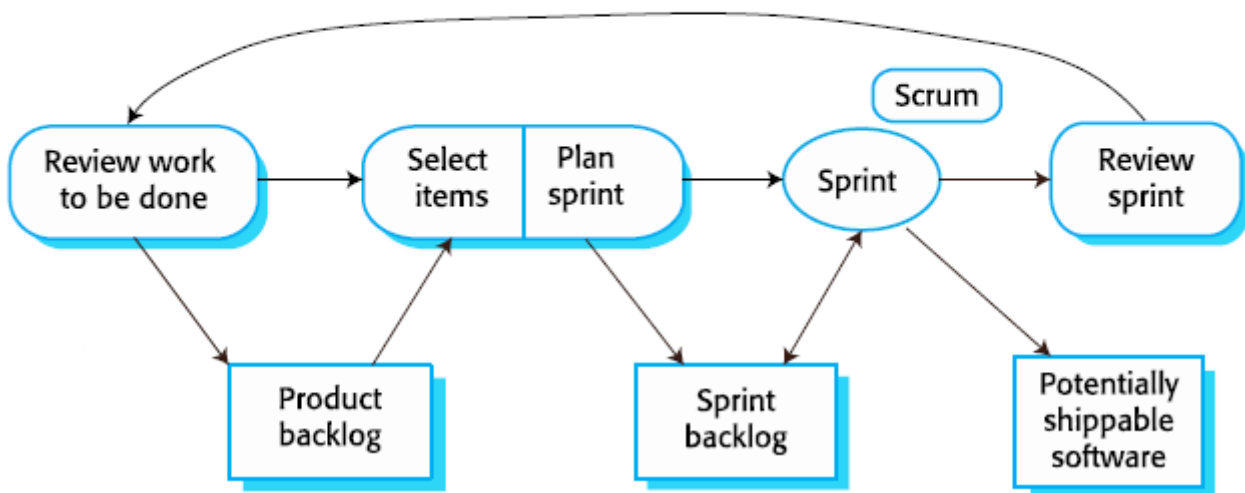 Scrum
Review work
to be done
Select
items
Plan
sprint
Sprint
Review
sprint
Product
backlog
Sprint
backlog
Potentially
shippable
software